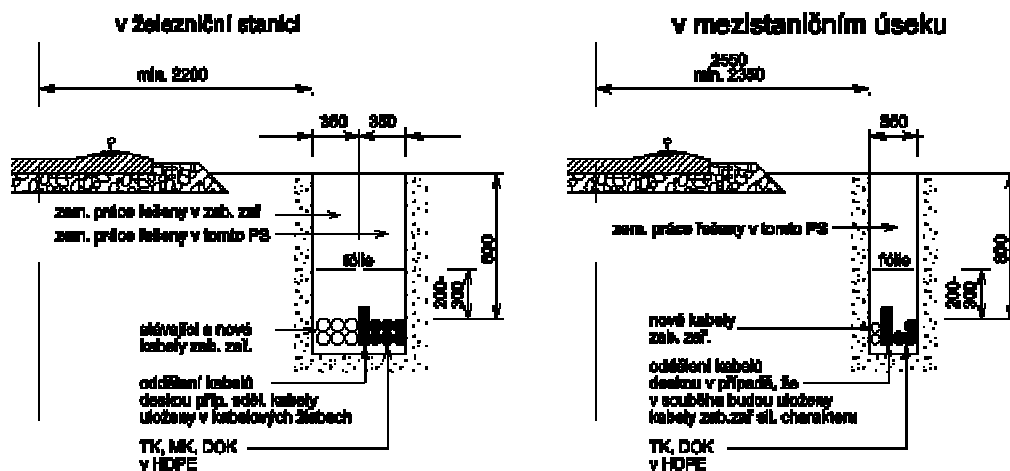 v železniční stanici
min. 2200
350 350
zem. práce řešeny v zab. zař
zem. práce řešeny v tomto PS
fólie
800
200-
300
stávající a nové
kabely zab. zař.
oddělení kabelů
deskou příp. sděl. kabely
uloženy v kabelových žlabech
TK, MK, DOK
v HDPE
v mezistaničním úseku
2550
min. 2350
350
zem. práce řešeny v tomto PS
fólie
800
200-
300
nové kabely
zab. zař.
oddělení kabelů
deskou v případě, že
v souběhu budou uloženy
kabely zab.zař sil. charakteru
TK, DOK
v HDPE